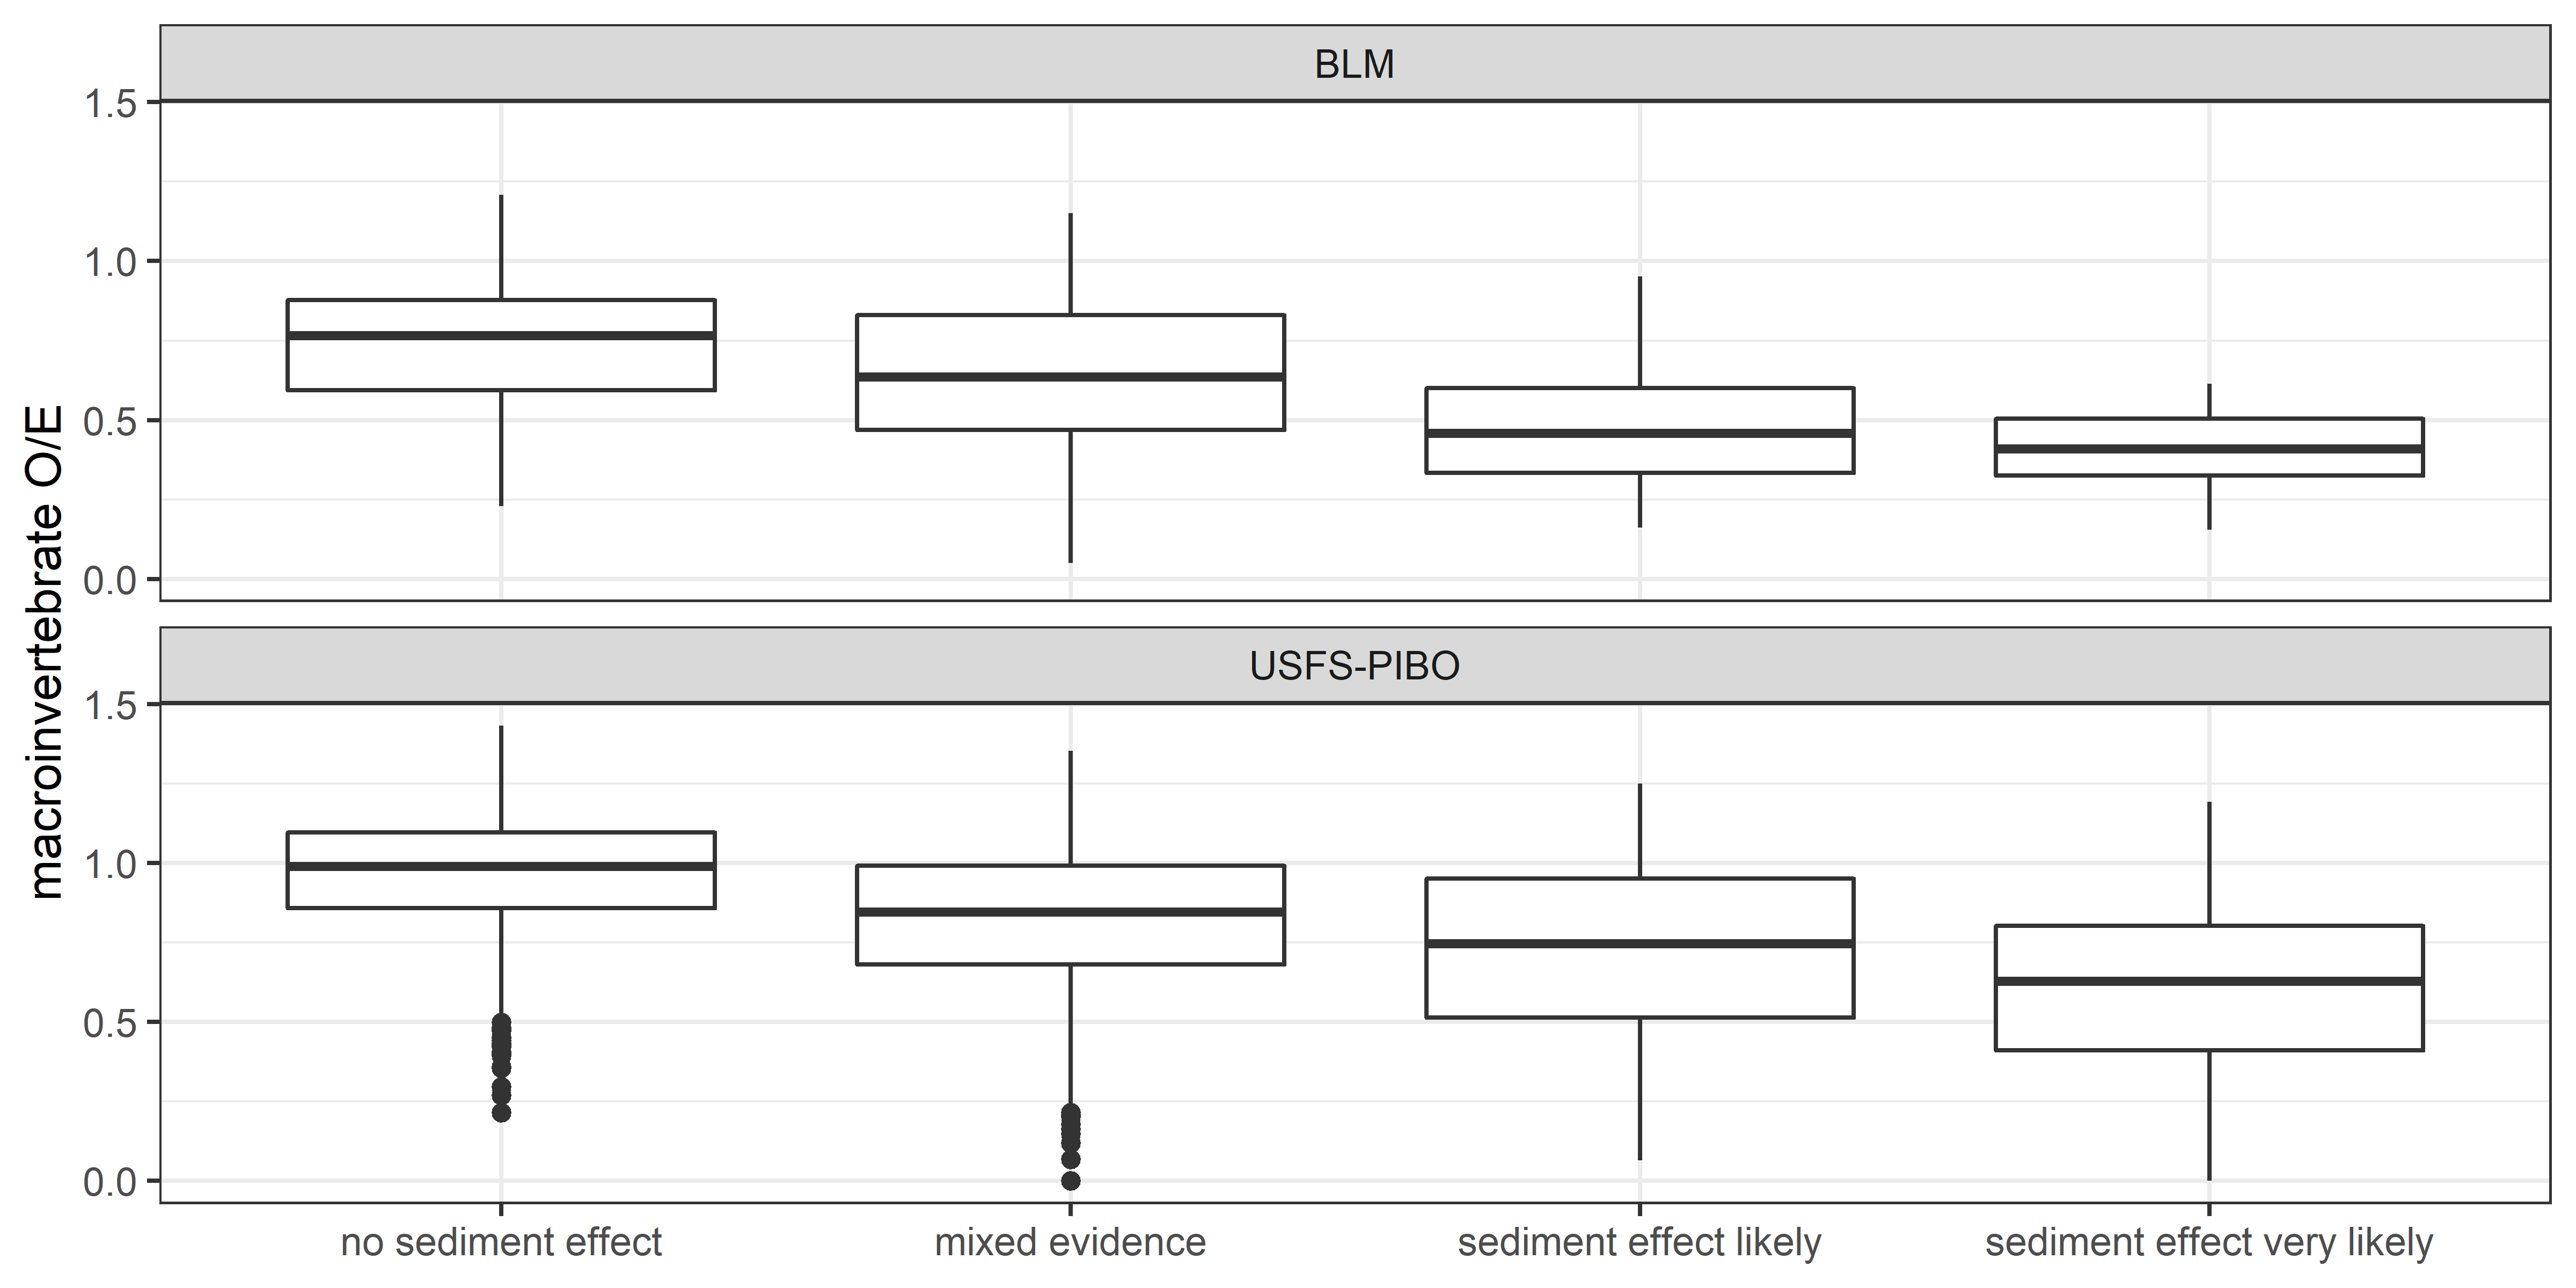 BLM
1.5
1.0
0.5
0.0
macroinvertebrate O/E
USFS-PIBO
1.5
1.0
0.5
0.0
no sediment effect
mixed evidence
sediment effect likely
sediment effect very likely